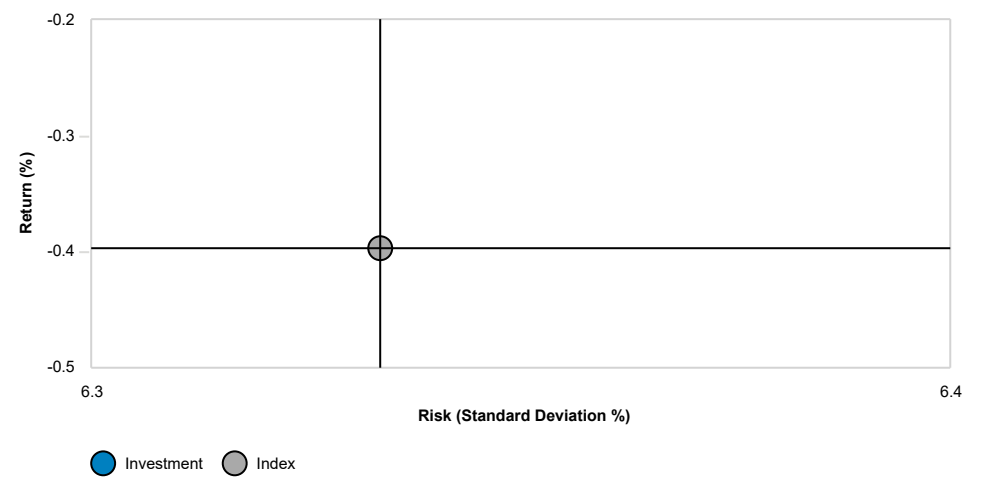 -0.2
-0.3
Return (%)
-0.4
-0.5
6.3
6.4
Risk (Standard Deviation %)
Investment
Index